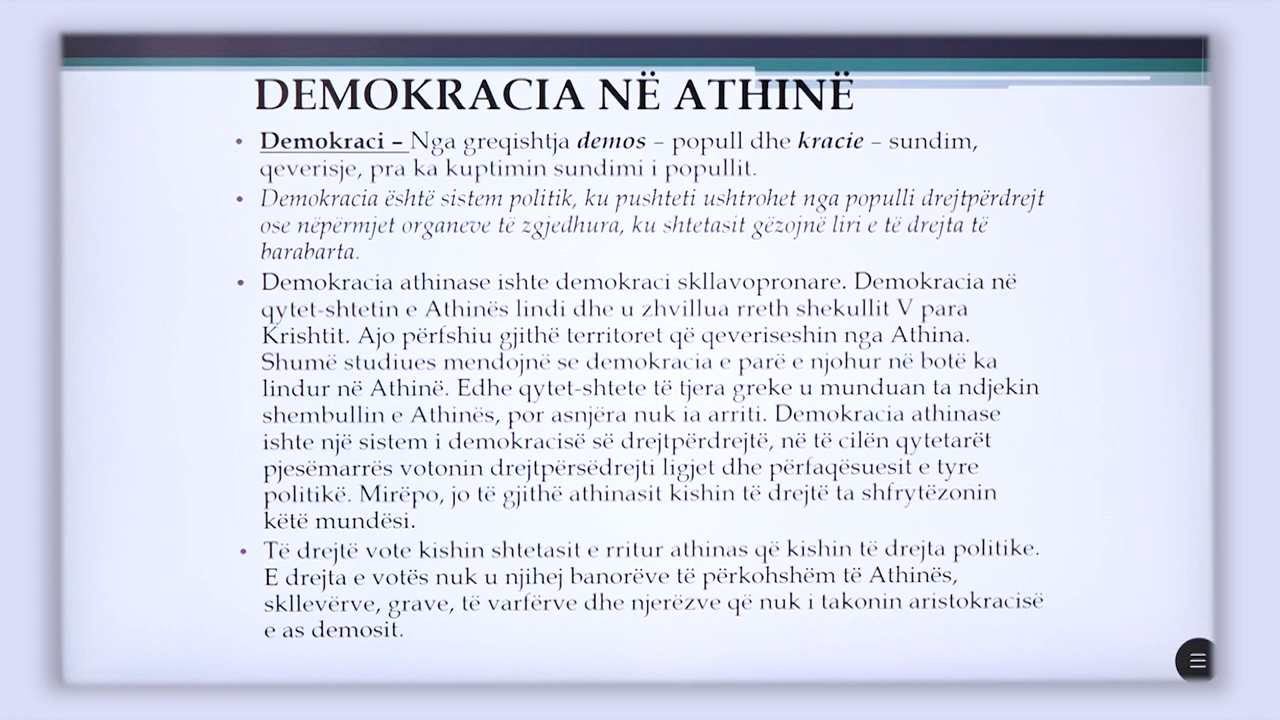 DEMOKRACIA NË ATHINË
• Demokraci – Nga greqishtja demos – popull dhe kracie – sundim,
qeverisje, pra ka kuptimin sundimi i popullit.
• Demokracia është sistem politik, ku pushteti ushtrohet nga populli drejtpërdrejt
ose nëpërmjet organeve të zgjedhura, ku shtetasit gëzojnë liri e të drejta të
barabarta.
• Demokracia athinase ishte demokraci skllavopronare. Demokracia në
qytet-shtetin e Athinës lindi dhe u zhvillua rreth shekullit V para
Krishtit. Ajo përfshiu gjithë territoret që qeveriseshin nga Athina.
Shumë studiues mendojnë se demokracia e parë e njohur në botë ka
lindur në Athinë. Edhe qytet-shtete të tjera greke u munduan ta ndjekin
shembullin e Athinës, por asnjëra nuk ia arriti. Demokracia athinase
ishte një sistem i demokracisë së drejtpërdrejtë, në të cilën qytetarët
pjesëmarrës votonin drejtpërsëdrejti ligjet dhe përfaqësuesit e tyre
politikë. Mirëpo, jo të gjithë athinasit kishin të drejtë ta shfrytëzonin
këtë mundësi.
• Të drejtë vote kishin shtetasit e rritur athinas që kishin të drejta politike.
E drejta e votës nuk u njihej banorëve të përkohshëm të Athinës,
skllevërve, grave, të varfërve dhe njerëzve që nuk i takonin aristokracisë
e as demosit.